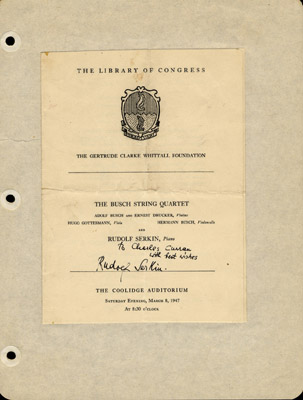 THE LIBRARY OF CONGRESS
THE GERTRUDE CLARKE WHITTALL FOUNDATION
THE BUSCH STRING QUARTET
ADOLF BUSCH AND ERNEST DRUCKER, Violins
HUGO GOTTESMANN, Viola HERMANN BUSCH, Violoncello
AND
RUDOLF SERKIN, Piano
To Charles Curran
with best wishes
Rudolf Serkin.
THE COOLIDGE AUDITORIUM
SATURDAY EVENING, MARCH 8, 1947
AT 8:30 O'CLOCK